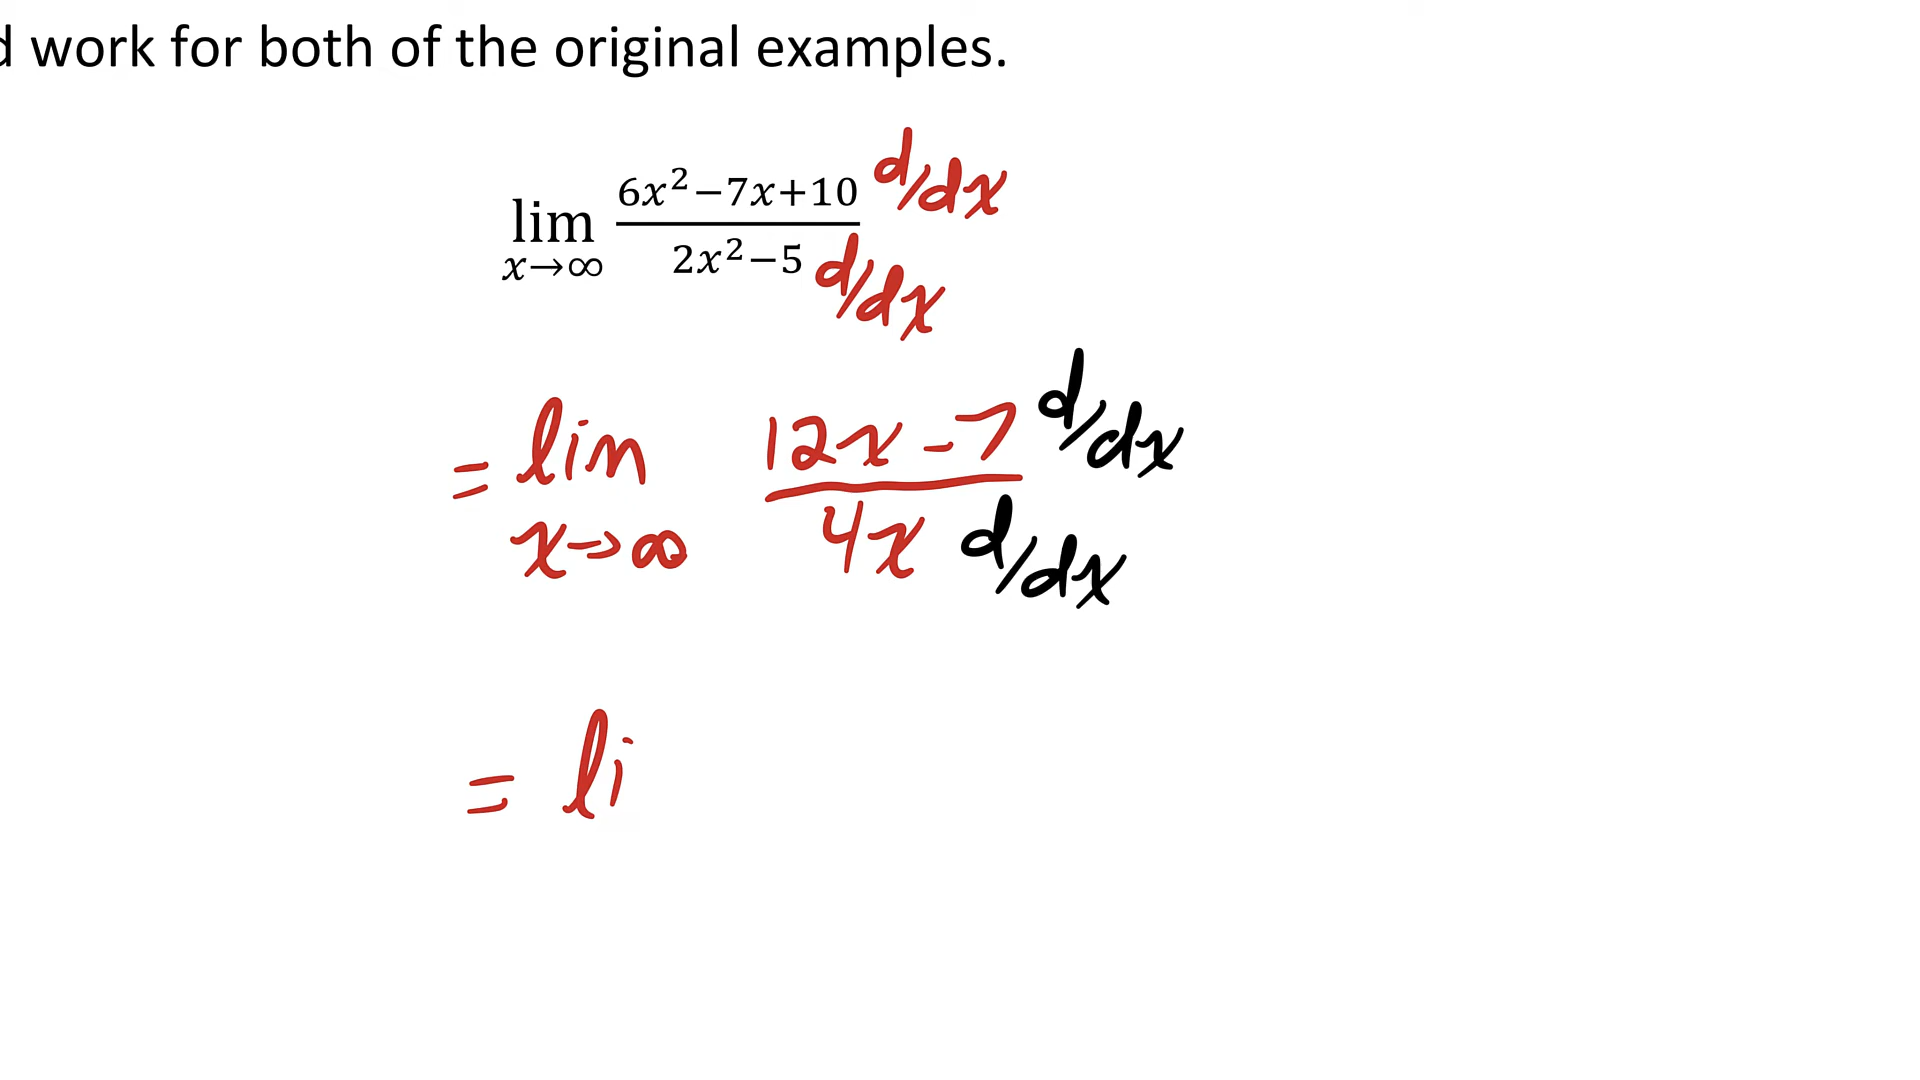 d work for both of the original examples.
lim x→∞ (6x²−7x+10)/(2x²−5) d/dx d/dx
= lim x→∞ (12x − 7)/(4x) d/dx d/dx
= li